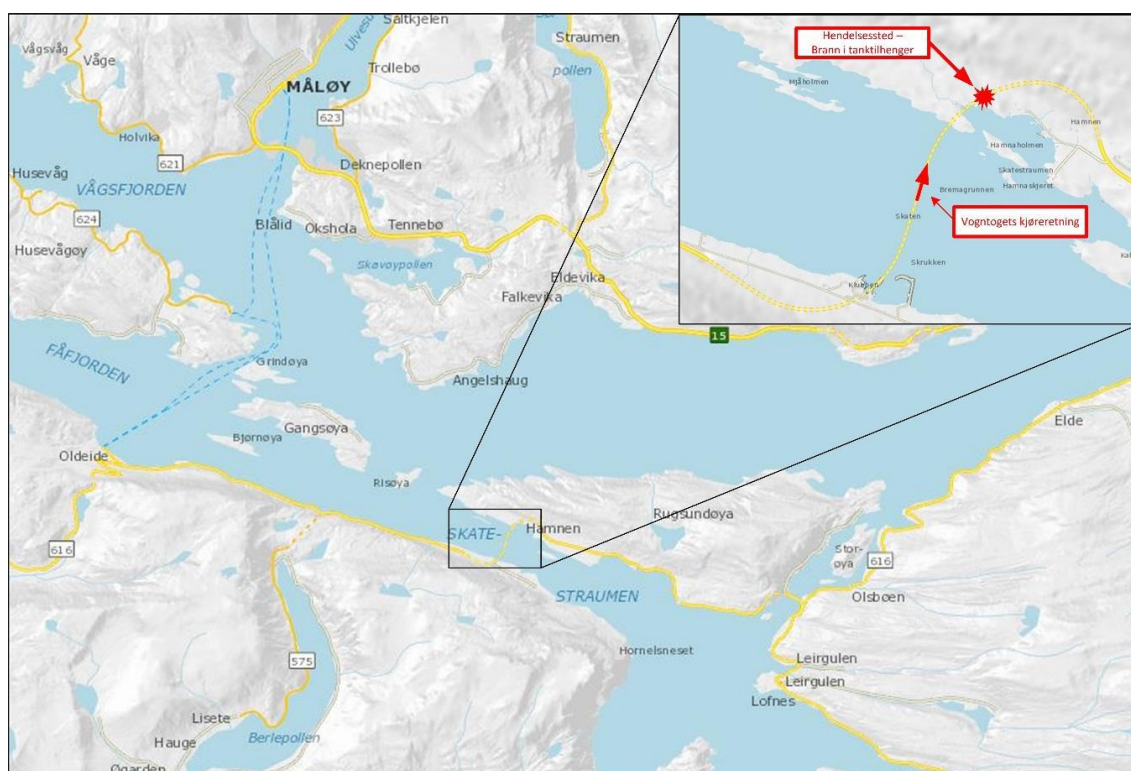 Vågsvåg
Våge
Holvika
621
VÅGSFJORDEN
Husevåg
624
Husevågøy
MÅLØY
Ulvesu
Saltkjelen
Trollebø
623
Deknepollen
Straumen
pollen
Blålid
Okshola
Tennebø
Skavøypollen
Eldevika
Falkevika
15
Angelshaug
FÅFJORDEN
Grindøya
Gangsøya
Bjørnøya
Oldeide
Risøya
616
SKATE-
Hamnen
Rugsundøya
STRAUMEN
Stor-
øya
616
Elde
Olsbøen
Hornelsneset
Leirgulen
Leirgulen
Lofnes
575
Lisete
Hauge
Berlepollen
Øgarden
Hendelsessted –
Brann i tanktilhenger
Mjåholmen
Hamnen
Hamnaholmen
Skatestraumen
Hamnaskjeret
Bremagrunnen
Skaten
Vogntogets kjøreretning
Skrukken